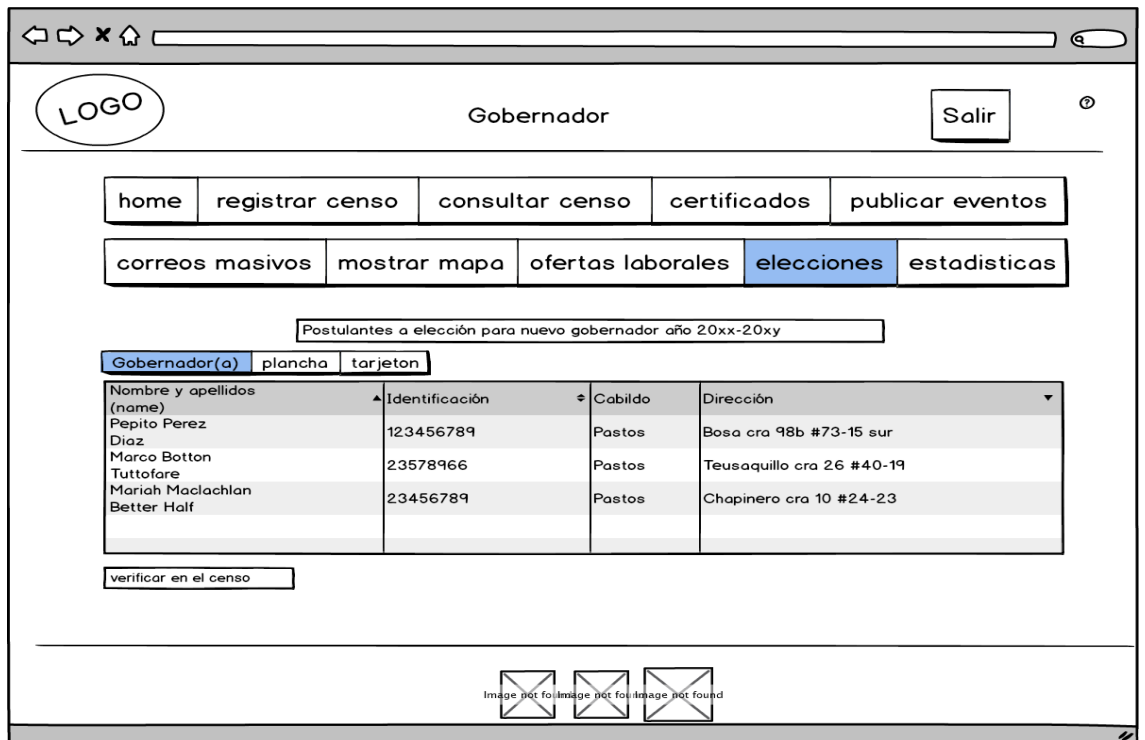 LOGO
Gobernador
Salir
?
home registrar censo consultar censo certificados publicar eventos
correos masivos mostrar mapa ofertas laborales elecciones estadisticas
Postulantes a elección para nuevo gobernador año 20xx-20xy
Gobernador(a) plancha tarjeton
Nombre y apellidos
(name)
Identificación Cabildo Dirección
Pepito Perez
Diaz
123456789 Pastos Bosa cra 98b #73-15 sur
Marco Botton
Tuttofare
23578966 Pastos Teusaquillo cra 26 #40-19
Mariah Maclachlan
Better Half
23456789 Pastos Chapinero cra 10 #24-23
verificar en el censo
Image not found Image not found Image not found